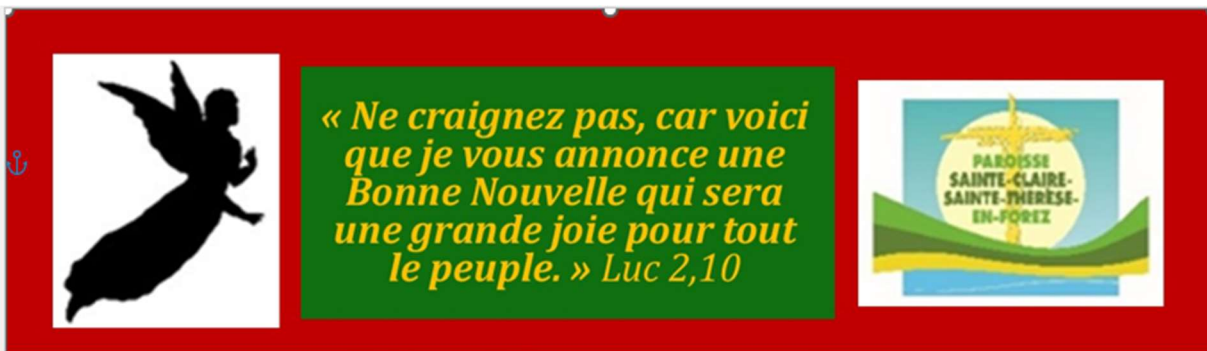 « Ne craignez pas, car voici
que je vous annonce une
Bonne Nouvelle qui sera
une grande joie pour tout
le peuple. » Luc 2,10
PAROISSE
SAINTE-CLAIRE-
SAINTE-THERÈSE-
EN-FOREZ